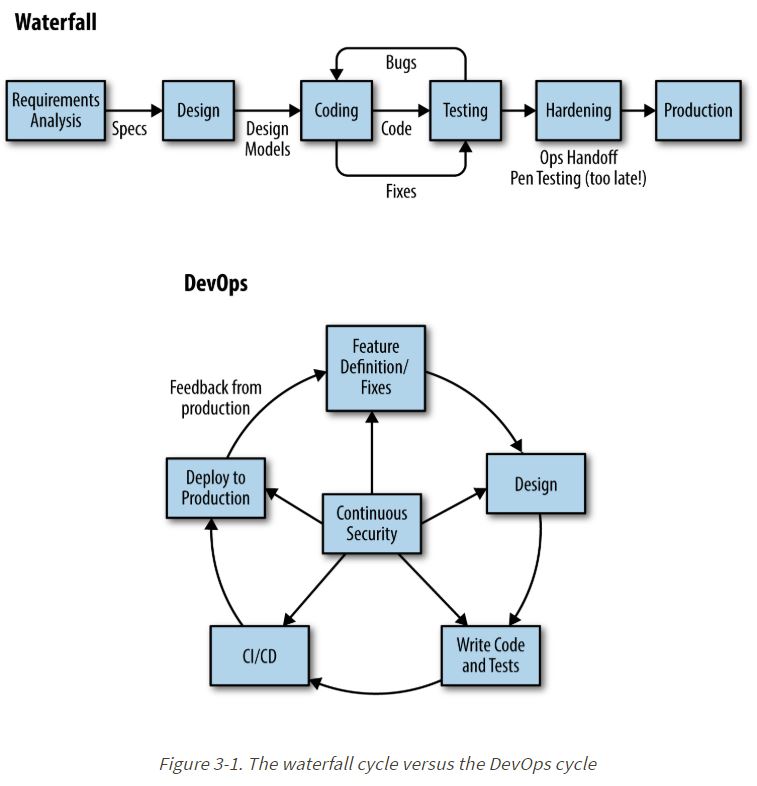 Waterfall
Bugs
Requirements
Analysis
Specs
Design
Design
Models
Coding
Code
Testing
Fixes
Hardening
Ops Handoff
Pen Testing (too late!)
Production
DevOps
Feature
Definition/
Fixes
Feedback from
production
Deploy to
Production
Continuous
Security
Design
CI/CD
Write Code
and Tests
Figure 3-1. The waterfall cycle versus the DevOps cycle